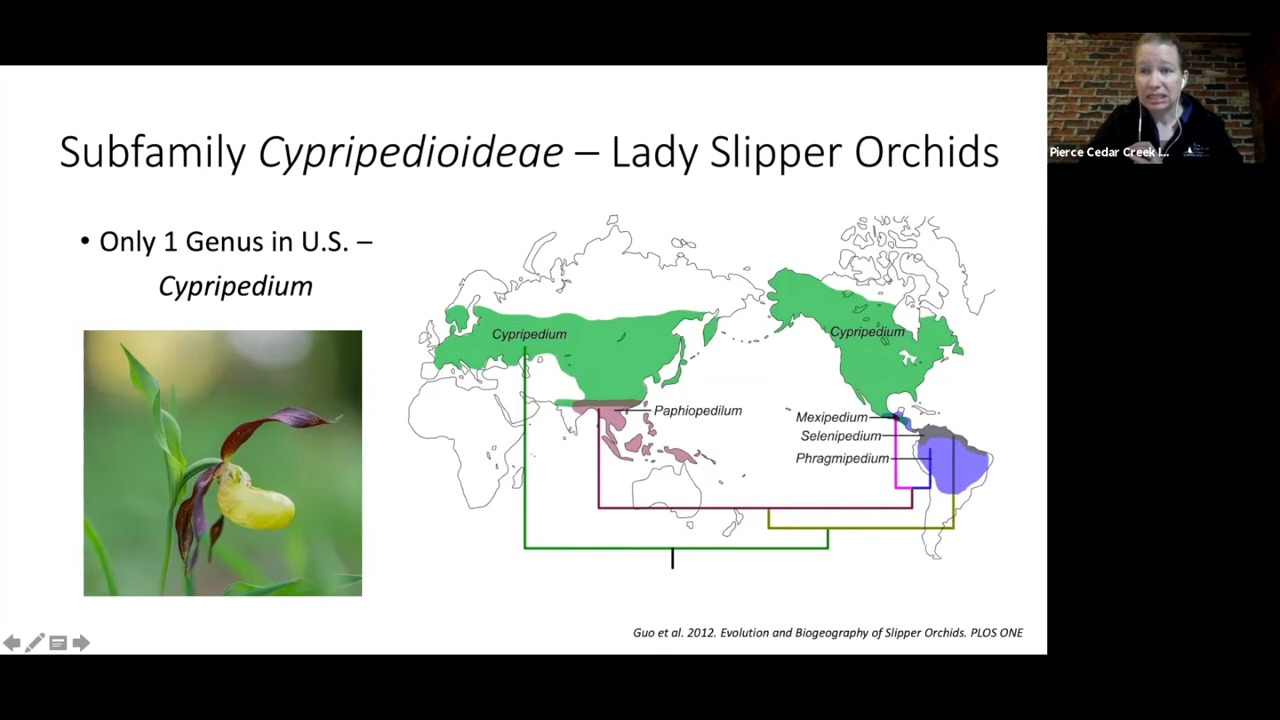 Subfamily Cypripedioideae – Lady Slipper Orchids
• Only 1 Genus in U.S. –
Cypripedium
Cypripedium
Cypripedium
Paphiopedilum
Mexipedium
Selenipedium
Phragmipedium
Guo et al. 2012. Evolution and Biogeography of Slipper Orchids. PLOS ONE
Pierce Cedar Creek I...